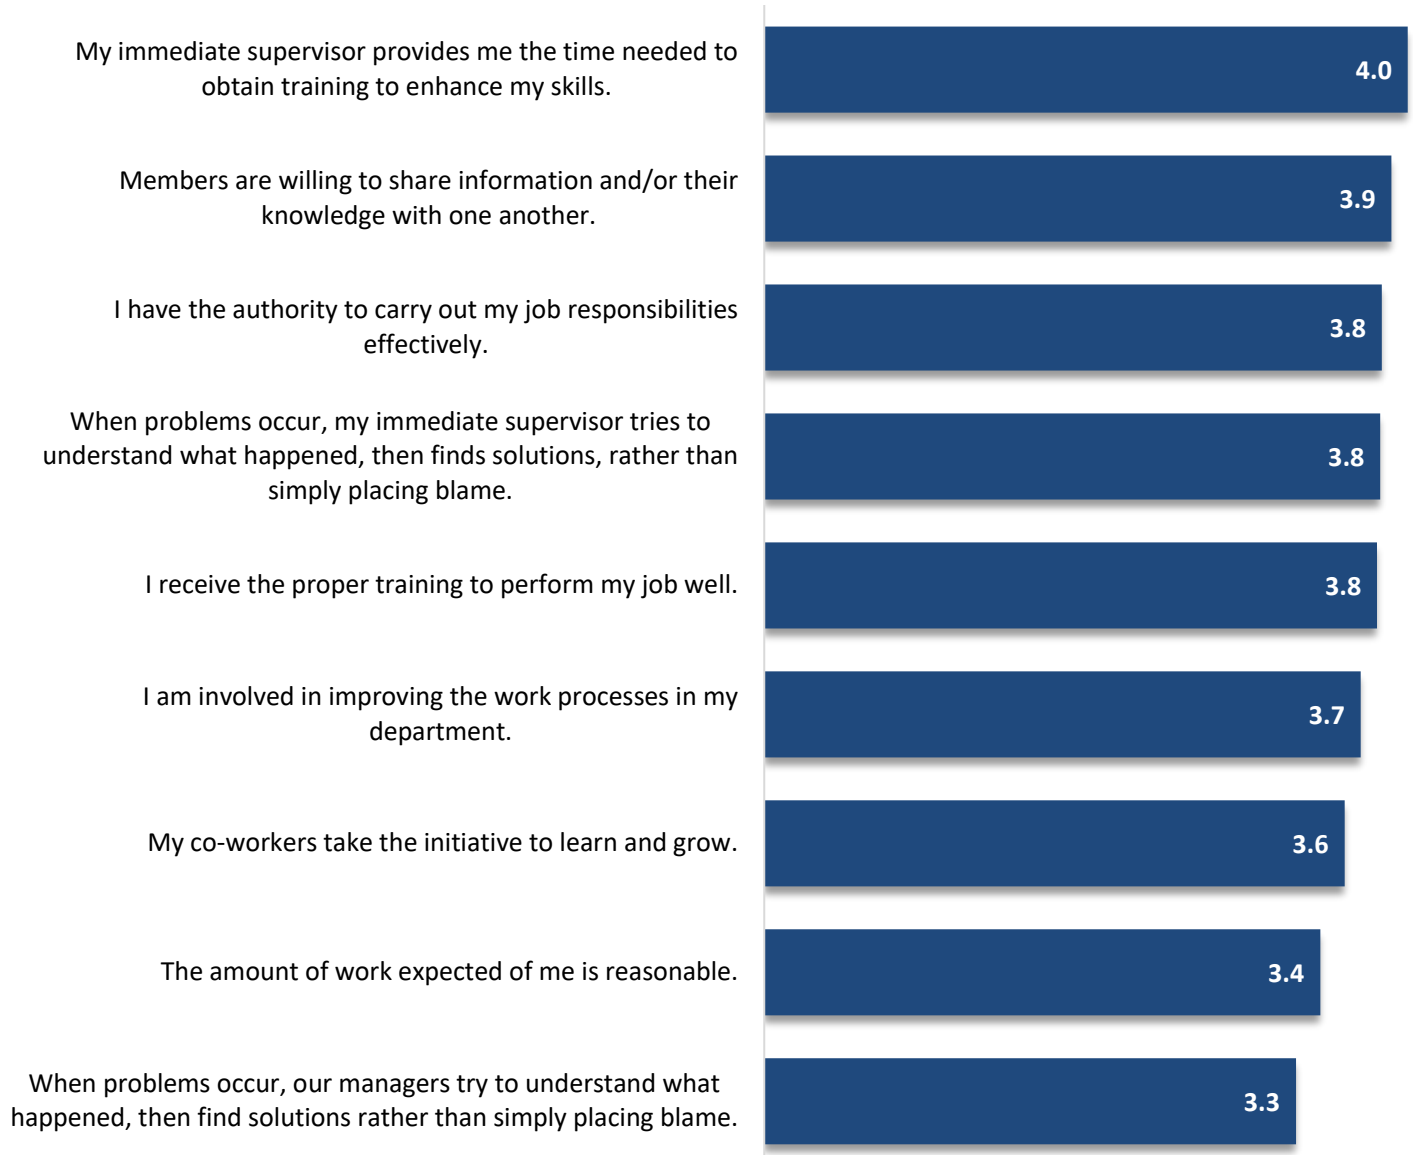 My immediate supervisor provides me the time needed to
obtain training to enhance my skills.
4.0
Members are willing to share information and/or their
knowledge with one another.
3.9
I have the authority to carry out my job responsibilities
effectively.
3.8
When problems occur, my immediate supervisor tries to
understand what happened, then finds solutions, rather than
simply placing blame.
3.8
I receive the proper training to perform my job well.
3.8
I am involved in improving the work processes in my
department.
3.7
My co-workers take the initiative to learn and grow.
3.6
The amount of work expected of me is reasonable.
3.4
When problems occur, our managers try to understand what
happened, then find solutions rather than simply placing blame.
3.3